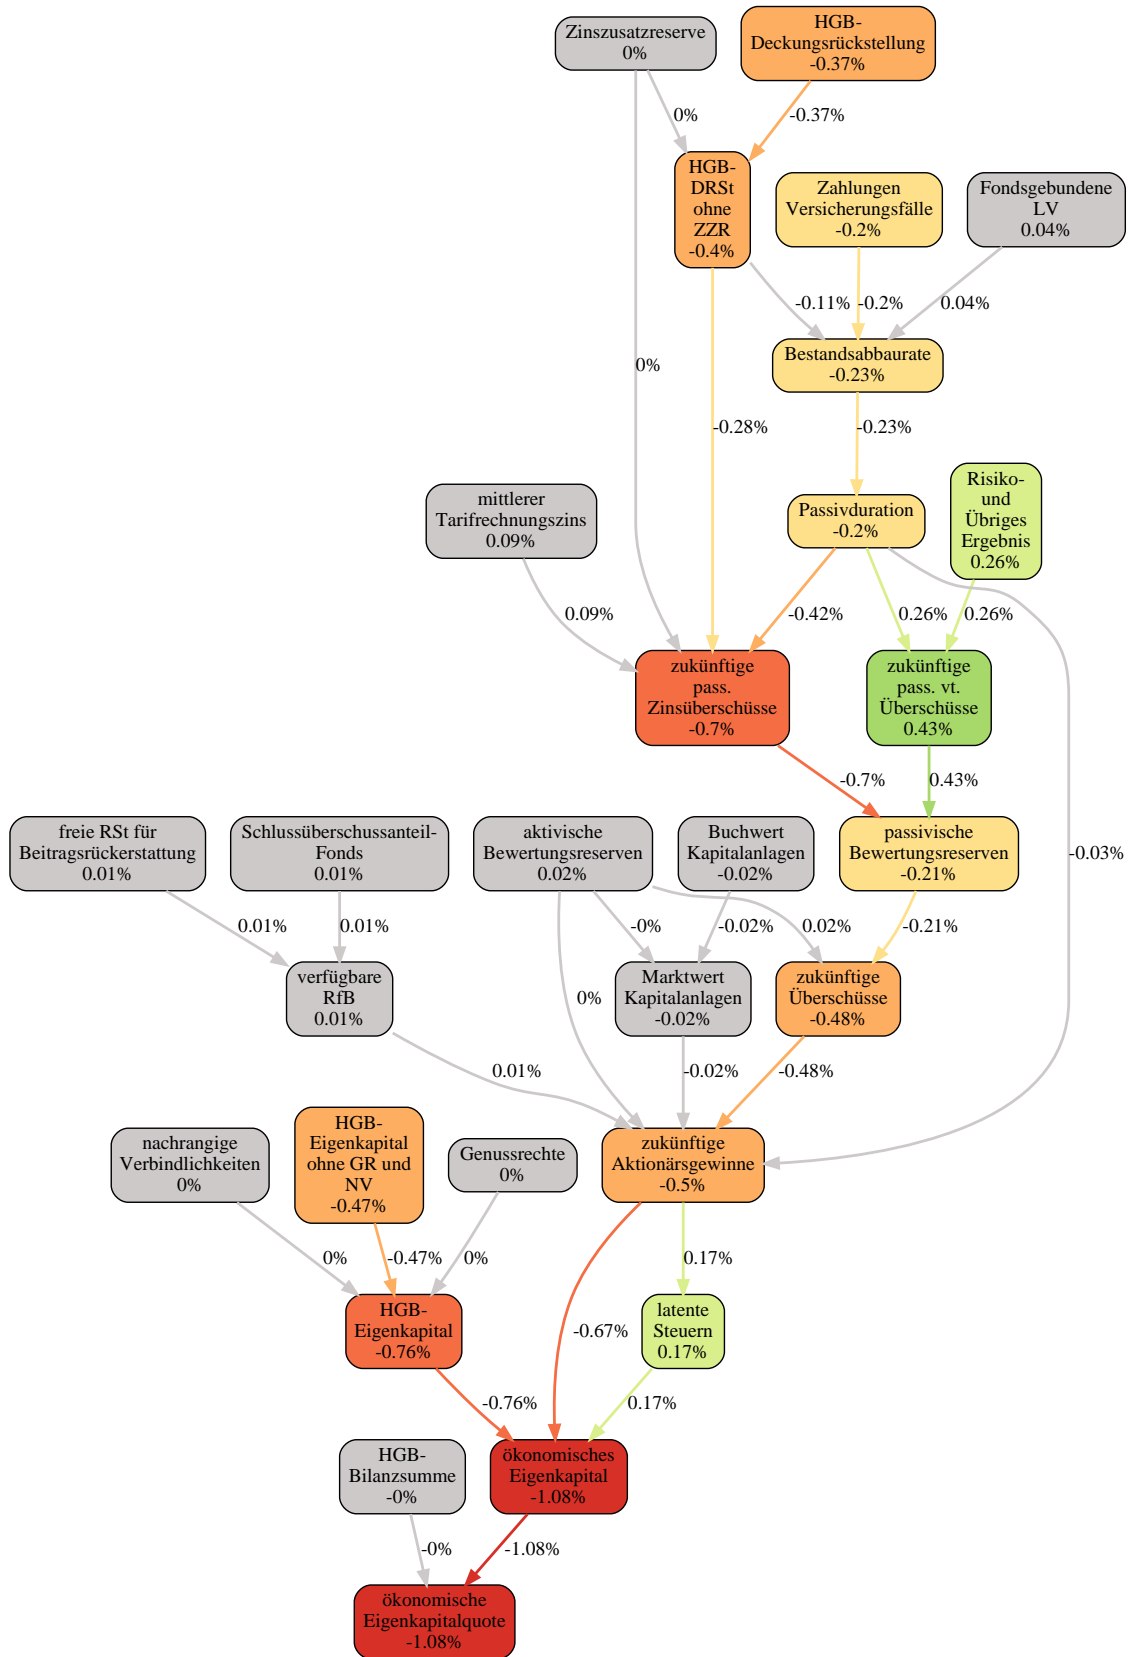 Zinszusatzreserve
0%
HGB-
Deckungsrückstellung
-0.37%
0%
-0.37%
HGB-
DRSt
ohne
ZZR
-0.4%
Zahlungen
Versicherungsfälle
-0.2%
Fondsgebundene
LV
0.04%
-0.11%
-0.2%
0.04%
Bestandsabbaurate
-0.23%
0%
-0.28%
-0.23%
mittlerer
Tarifrechnungszins
0.09%
Passivduration
-0.2%
Risiko-
und
Übriges
Ergebnis
0.26%
0.09%
-0.42%
0.26%
0.26%
zukünftige
pass.
Zinsüberschüsse
-0.7%
zukünftige
pass. vt.
Überschüsse
0.43%
-0.7%
0.43%
freie RSt für
Beitragsrückerstattung
0.01%
Schlussüberschussanteil-
Fonds
0.01%
aktivische
Bewertungsreserven
0.02%
Buchwert
Kapitalanlagen
-0.02%
passivische
Bewertungsreserven
-0.21%
-0.03%
0.01%
0.01%
-0%
-0.02%
0.02%
-0.21%
verfügbare
RfB
0.01%
0%
Marktwert
Kapitalanlagen
-0.02%
zukünftige
Überschüsse
-0.48%
0.01%
-0.02%
-0.48%
nachrangige
Verbindlichkeiten
0%
HGB-
Eigenkapital
ohne GR und
NV
-0.47%
Genussrechte
0%
zukünftige
Aktionärsgewinne
-0.5%
0%
-0.47%
0%
0.17%
HGB-
Eigenkapital
-0.76%
-0.67%
latente
Steuern
0.17%
-0.76%
0.17%
HGB-
Bilanzsumme
-0%
ökonomisches
Eigenkapital
-1.08%
-0%
-1.08%
ökonomische
Eigenkapitalquote
-1.08%